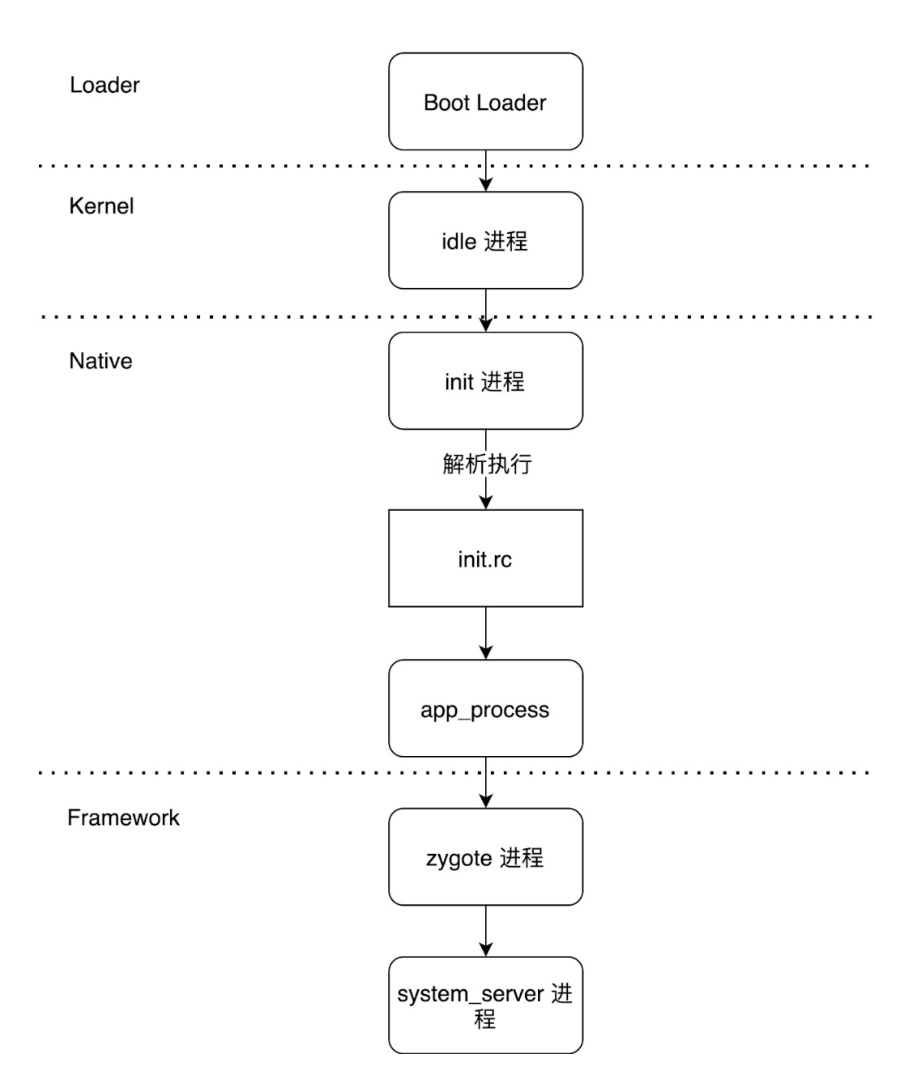 Loader
Boot Loader
Kernel
idle 进程
Native
init 进程
解析执行
init.rc
app_process
Framework
zygote 进程
system_server 进
程